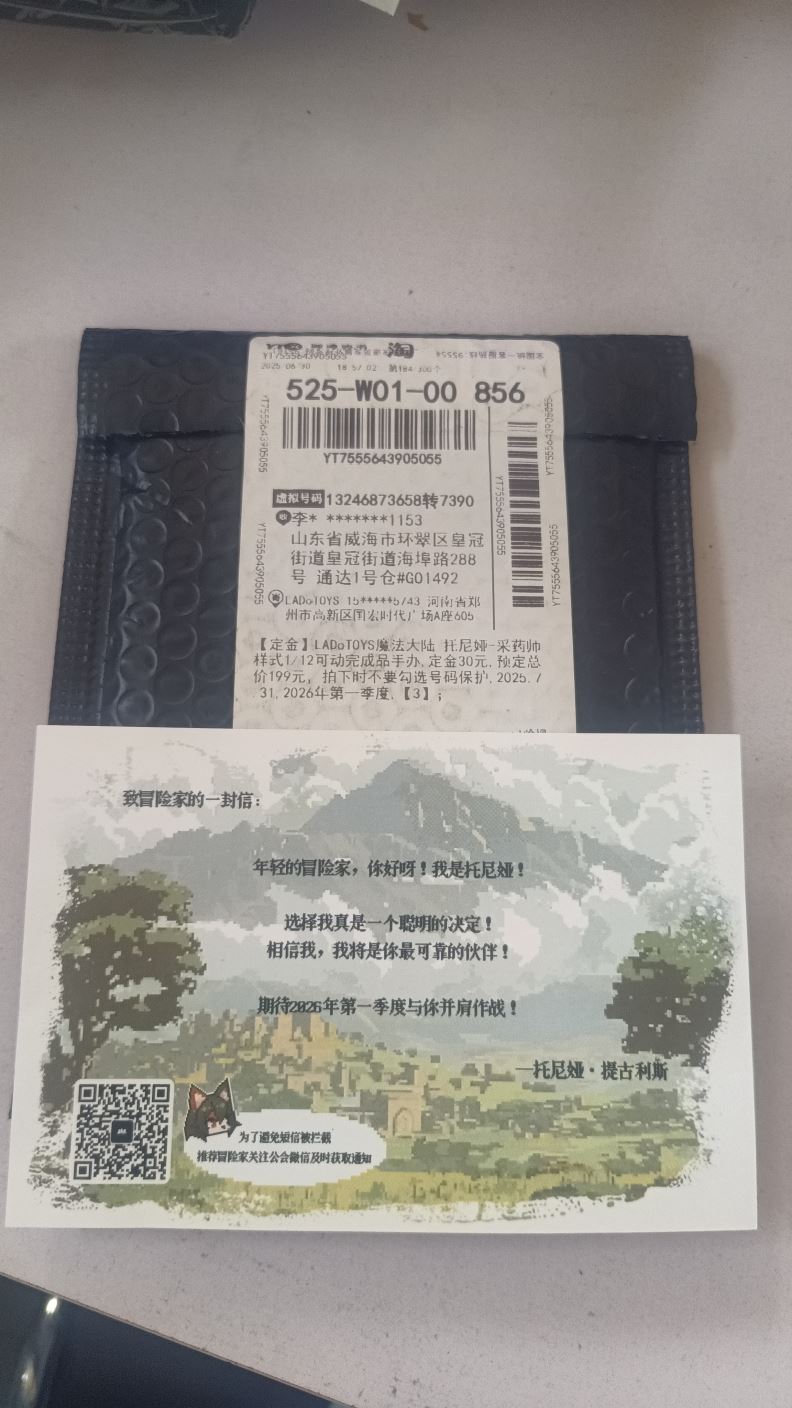 淘
YT7555643905055
2025 06 30 18 57 02
525-W01-00 856
YT7555643905055
YT7555643905055
YT7555643905055
YT7555643905055
YT7555643905055
YT7555643905055
虚拟号码 13246873658转7390
收 李* *******1153
山东省威海市环翠区皇冠
街道皇冠街道海埠路288
号 通达1号仓#G01492
寄 LADoTOYS 15*****5743 河南省郑
州市高新区国宏时代广场A座605
【定金】LADoTOYS魔法大陆 托尼娅-采药师
样式1/12可动完成品手办,定金30元,预定总
价199元, 拍下时不要勾选号码保护,2025.7
.31,2026年第一季度,【3】;
致冒险家的一封信:
年轻的冒险家，你好呀！我是托尼娅！
选择我真是一个聪明的决定！
相信我，我将是你最可靠的伙伴！
期待2026年第一季度与你并肩作战！
—托尼娅·提古利斯
为了避免短信被拦截
推荐冒险家关注公会微信及时获取通知